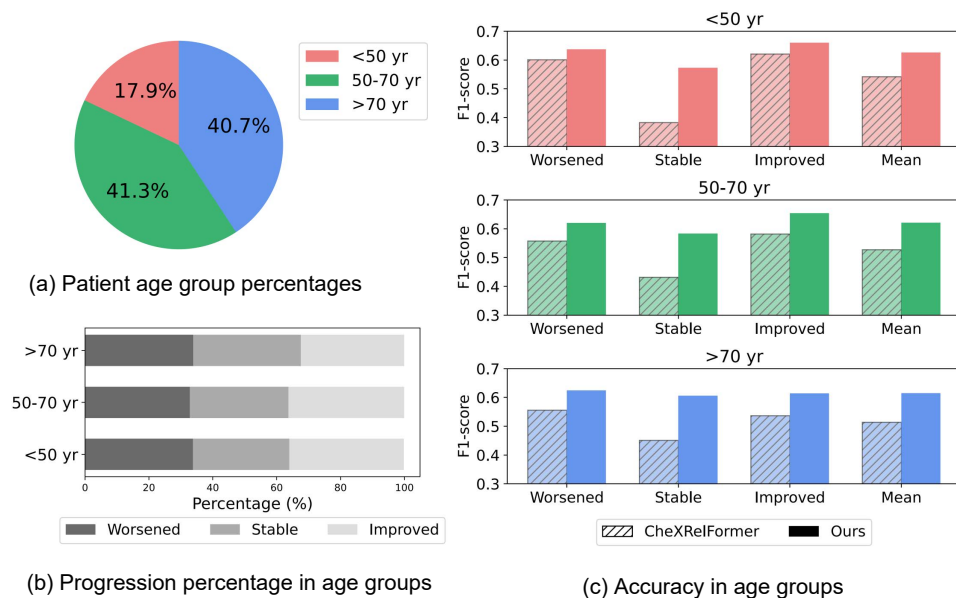 <50 yr
50-70 yr
>70 yr
17.9%
40.7%
41.3%
(a) Patient age group percentages
>70 yr
50-70 yr
<50 yr
0 20 40 60 80 100
Percentage (%)
Worsened Stable Improved
(b) Progression percentage in age groups
<50 yr
0.7
0.6
0.5
0.4
0.3
F1-score
Worsened Stable Improved Mean
50-70 yr
0.7
0.6
0.5
0.4
0.3
F1-score
Worsened Stable Improved Mean
>70 yr
0.7
0.6
0.5
0.4
0.3
F1-score
Worsened Stable Improved Mean
CheXRelFormer Ours
(c) Accuracy in age groups